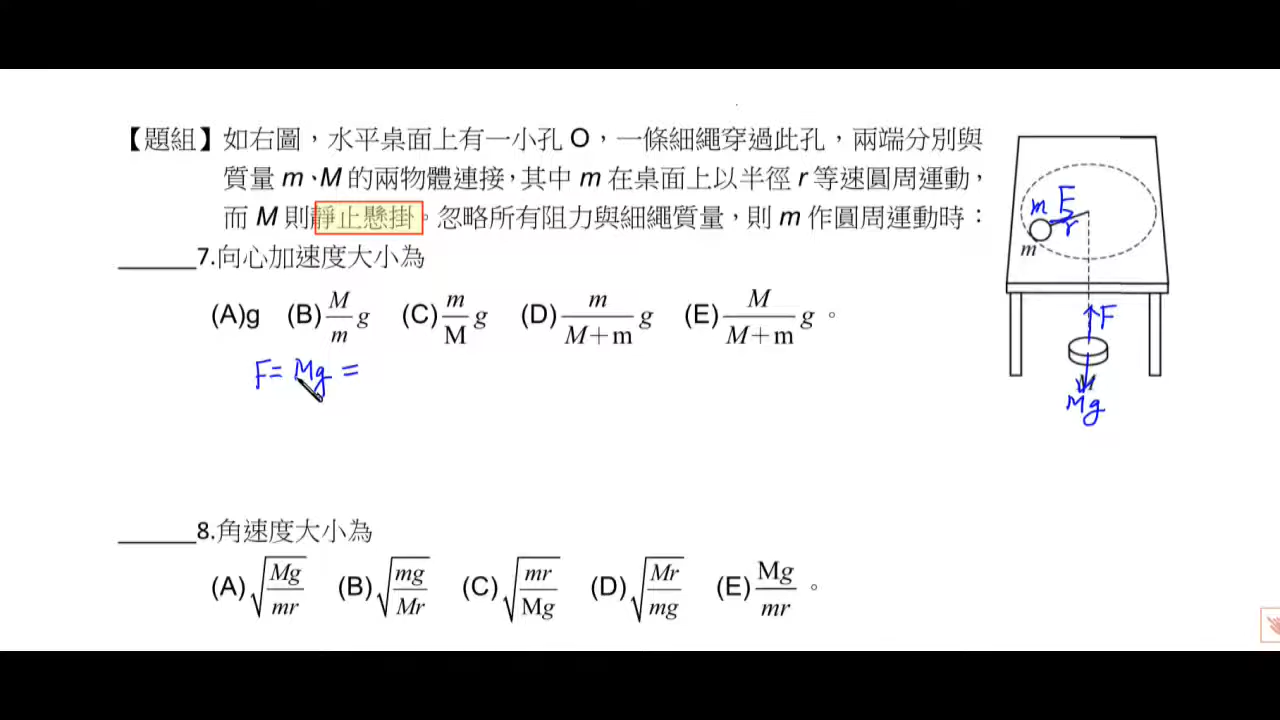 【題組】如右圖，水平桌面上有一小孔 O，一條細繩穿過此孔，兩端分別與
質量 m、M 的兩物體連接，其中 m 在桌面上以半徑 r 等速圓周運動，
而 M 則靜止懸掛。忽略所有阻力與細繩質量，則 m 作圓周運動時：
______7.向心加速度大小為
(A)g (B) M/m g (C) m/M g (D) m/(M+m) g (E) M/(M+m) g 。
F= Mg =
______8.角速度大小為
(A)√(Mg/mr) (B)√(mg/Mr) (C)√(mr/Mg) (D)√(Mr/mg) (E) Mg/mr 。
m F
r
m
F
Mg